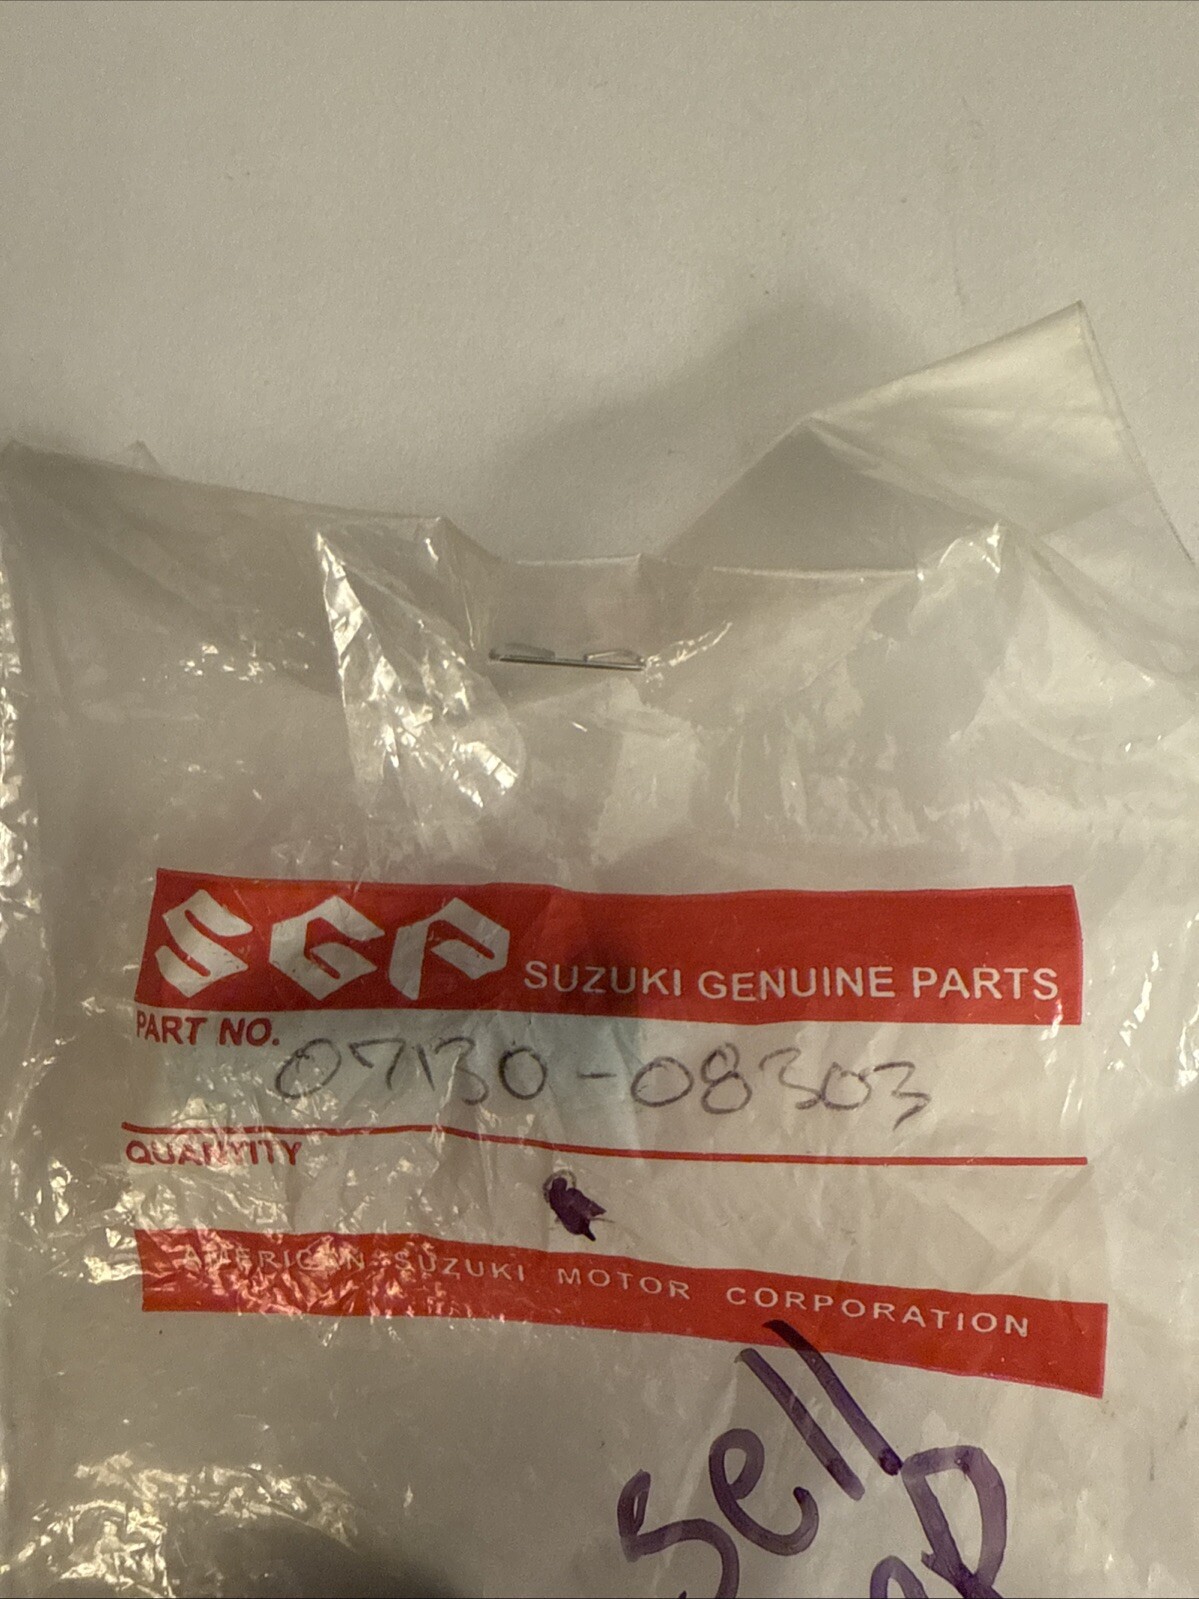 SGP SUZUKI GENUINE PARTS
PART NO. 07130-08303
QUANTITY
AMERICAN SUZUKI MOTOR CORPORATION
Sell